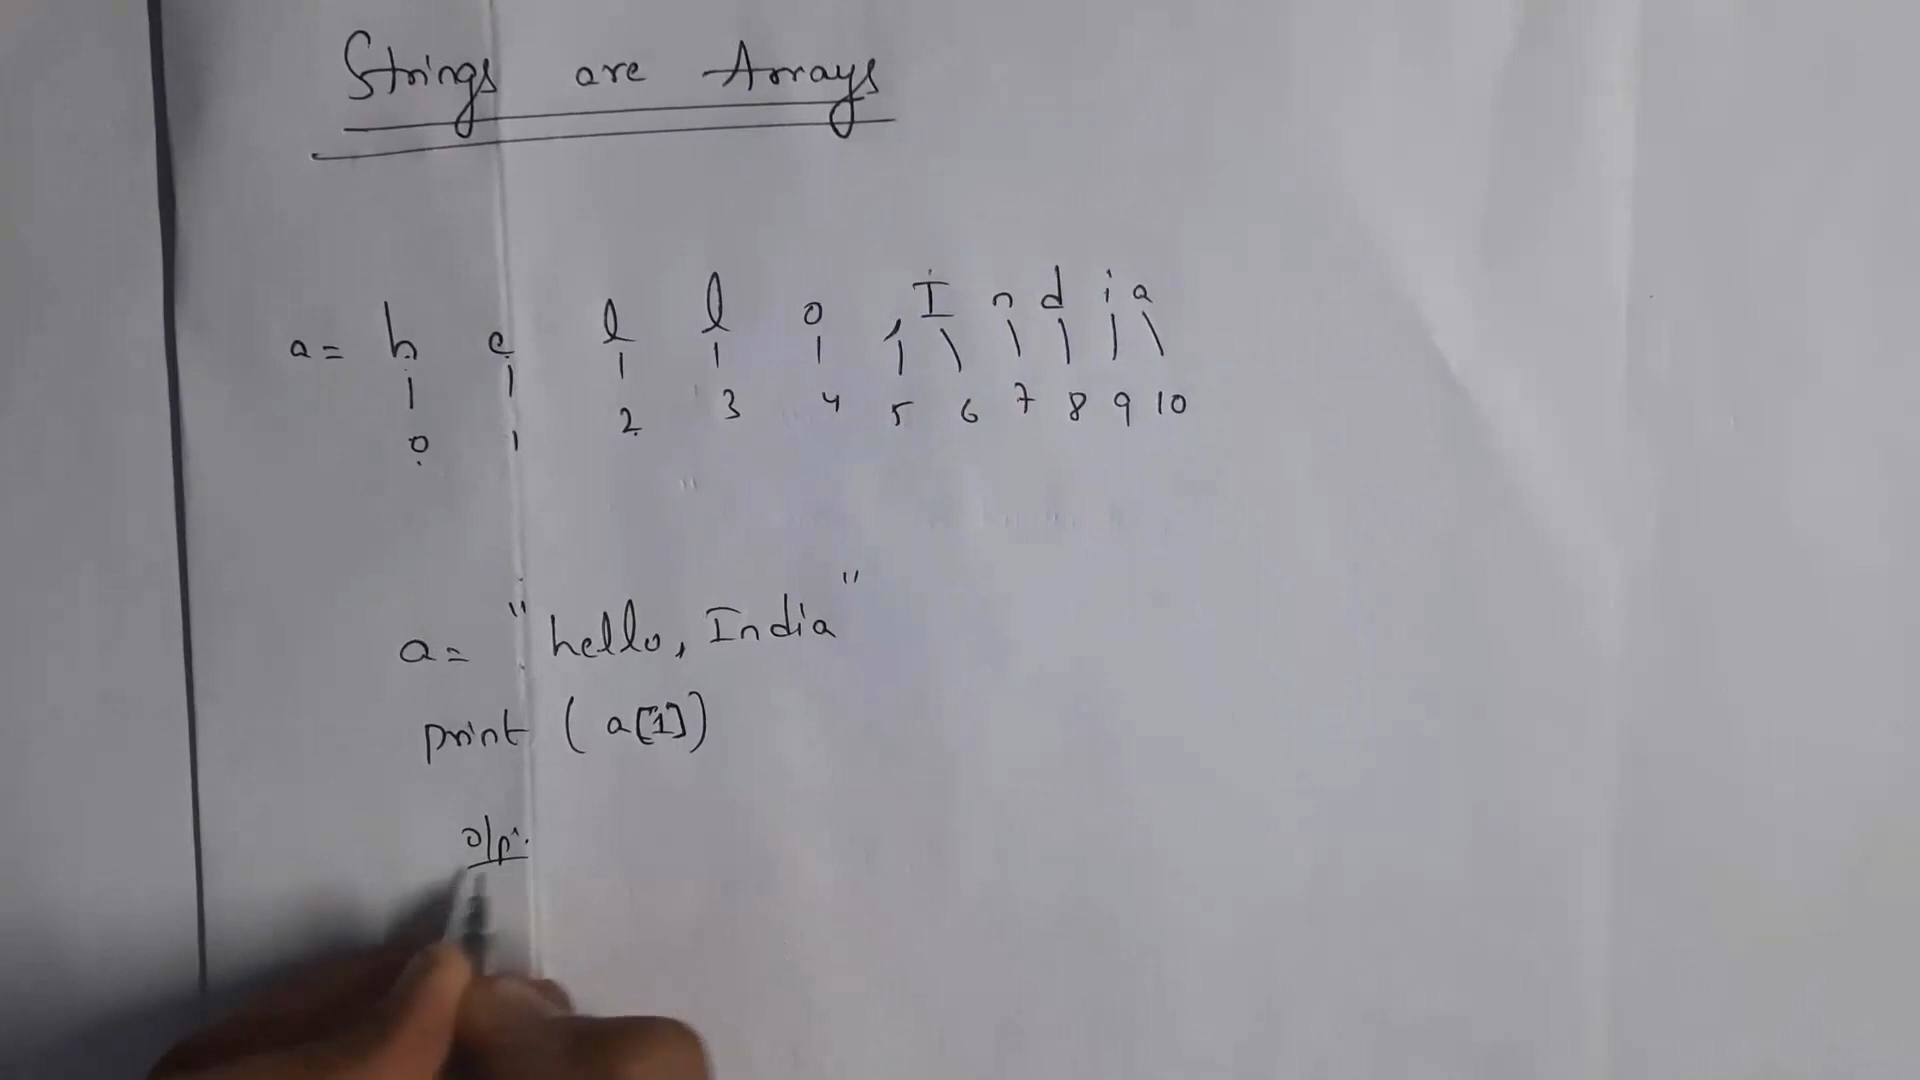 Strings are Arrays
a= h e l l o , I n d i a
0 1 2 3 4 5 6 7 8 9 10
a= "hello, India"
print (a[1])
o/p: